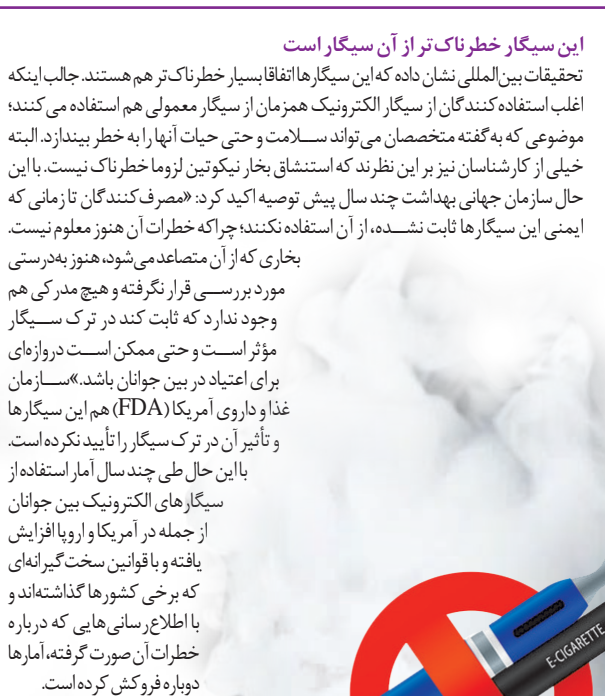 این سیگار خطرناک‌تر از آن سیگار است
تحقیقات بین‌المللی نشان داده که این سیگارها اتفاقا بسیار خطرناک‌تر هم هستند. جالب اینکه
اغلب استفاده‌کنندگان از سیگار الکترونیک همزمان از سیگار معمولی هم استفاده می‌کنند؛
موضوعی که به‌گفته متخصصان می‌تواند سلامت و حتی حیات آنها را به خطر بیندازد. البته
خیلی از کارشناسان نیز بر این نظرند که استنشاق بخار نیکوتین لزوما خطرناک نیست. با این
حال سازمان جهانی بهداشت چند سال پیش توصیه اکید کرد: «مصرف‌کنندگان تا زمانی که
ایمنی این سیگارها ثابت نشده، از آن استفاده نکنند؛ چراکه خطرات آن هنوز معلوم نیست.
بخاری که از آن متصاعد می‌شود، هنوز به‌درستی
مورد بررسی قرار نگرفته و هیچ مدرکی هم
وجود ندارد که ثابت کند در ترک سیگار
مؤثر است و حتی ممکن است دروازه‌ای
برای اعتیاد در بین جوانان باشد.» سازمان
غذا و داروی آمریکا (FDA) هم این سیگارها
و تأثیر آن در ترک سیگار را تأیید نکرده است.
با این حال طی چند سال آمار استفاده از
سیگارهای الکترونیک بین جوانان
از جمله در آمریکا و اروپا افزایش
یافته و با قوانین سخت‌گیرانه‌ای
که برخی کشورها گذاشته‌اند و
با اطلاع‌رسانی‌هایی که درباره
خطرات آن صورت گرفته، آمارها
دوباره فروکش کرده است.
E-CIGARETTE